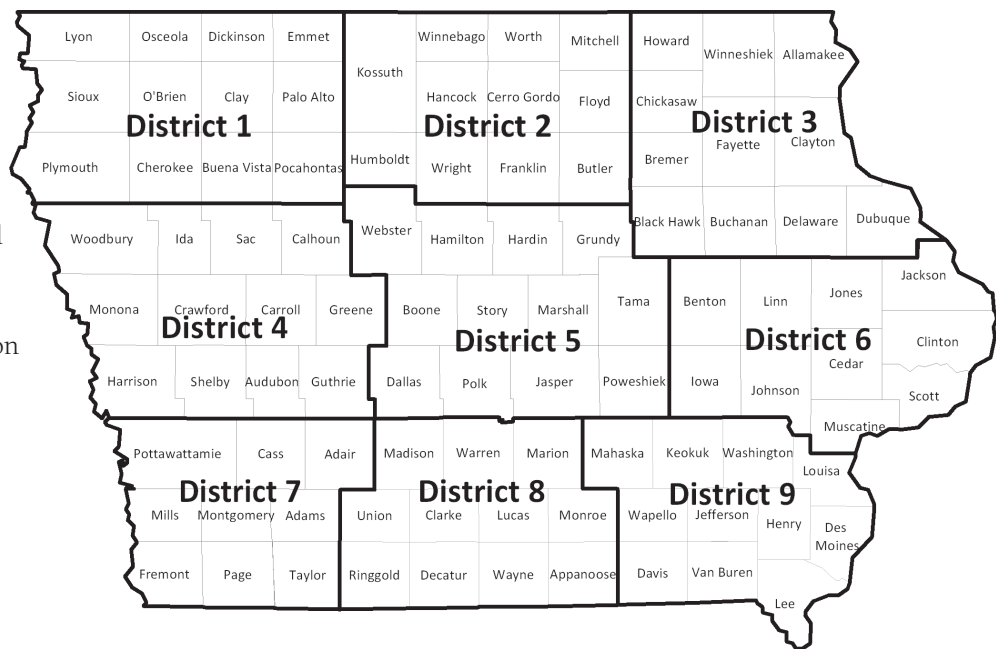 Lyon Osceola Dickinson Emmet Winnebago Worth Mitchell Howard Winneshiek Allamakee
Kossuth
Sioux O'Brien Clay Palo Alto Hancock Cerro Gordo Floyd Chickasaw
District 1 District 2 District 3
Fayette Clayton
Plymouth Cherokee Buena Vista Pocahontas Humboldt Wright Franklin Butler Bremer
Black Hawk Buchanan Delaware Dubuque
Woodbury Ida Sac Calhoun Webster Hamilton Hardin Grundy
Jackson
Monona Crawford Carroll Greene Boone Story Marshall Tama Benton Linn Jones
District 4 District 5 District 6
Clinton
Cedar
Harrison Shelby Audubon Guthrie Dallas Polk Jasper Poweshiek Iowa Johnson Scott
Muscatine
on
Pottawattamie Cass Adair Madison Warren Marion Mahaska Keokuk Washington
Louisa
District 7 District 8 District 9
Mills Montgomery Adams Union Clarke Lucas Monroe Wapello Jefferson Henry
Des
Moines
Fremont Page Taylor Ringgold Decatur Wayne Appanoose Davis Van Buren
Lee